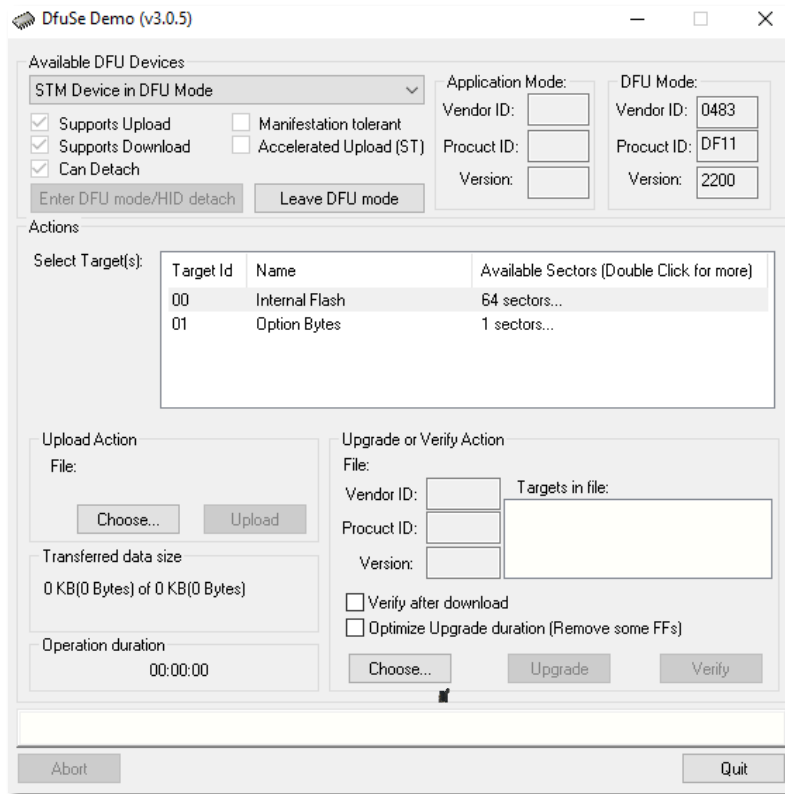 DfuSe Demo (v3.0.5)
Available DFU Devices
STM Device in DFU Mode
Supports Upload
Manifestation tolerant
Supports Download
Accelerated Upload (ST)
Can Detach
Enter DFU mode/HID detach
Leave DFU mode
Application Mode:
Vendor ID:
Procuct ID:
Version:
DFU Mode:
Vendor ID: 0483
Procuct ID: DF11
Version: 2200
Actions
Select Target(s):
Target Id Name Available Sectors (Double Click for more)
00 Internal Flash 64 sectors...
01 Option Bytes 1 sectors...
Upload Action
File:
Choose... Upload
Transferred data size
0 KB(0 Bytes) of 0 KB(0 Bytes)
Operation duration
00:00:00
Upgrade or Verify Action
File:
Vendor ID:
Procuct ID:
Version:
Targets in file:
Verify after download
Optimize Upgrade duration (Remove some FFs)
Choose... Upgrade Verify
Abort Quit